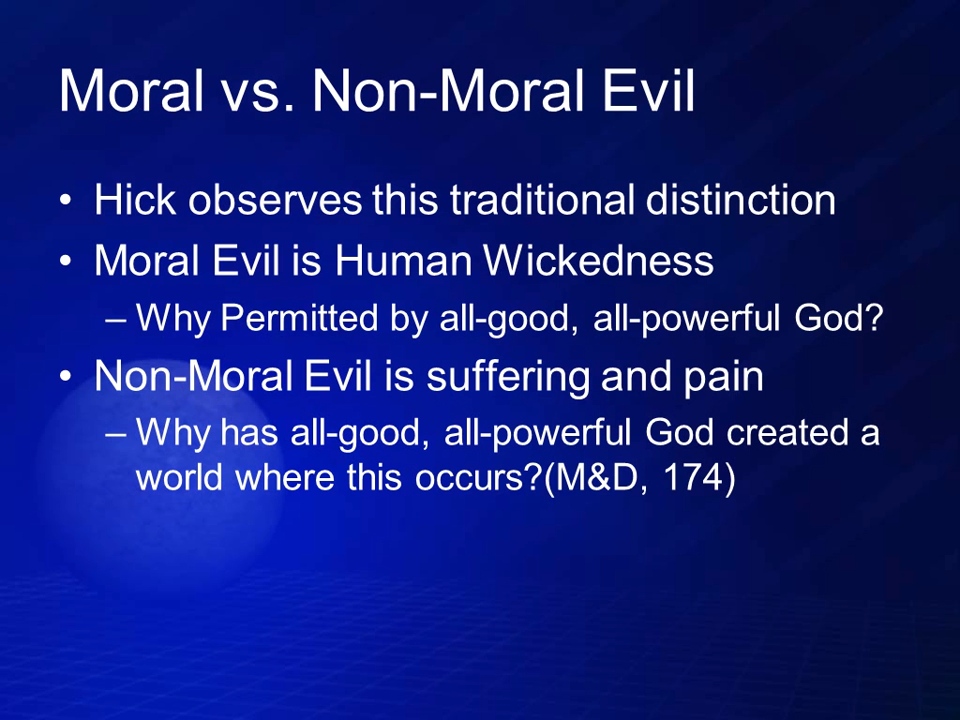 Moral vs. Non-Moral Evil
• Hick observes this traditional distinction
• Moral Evil is Human Wickedness
– Why Permitted by all-good, all-powerful God?
• Non-Moral Evil is suffering and pain
– Why has all-good, all-powerful God created a
world where this occurs?(M&D, 174)